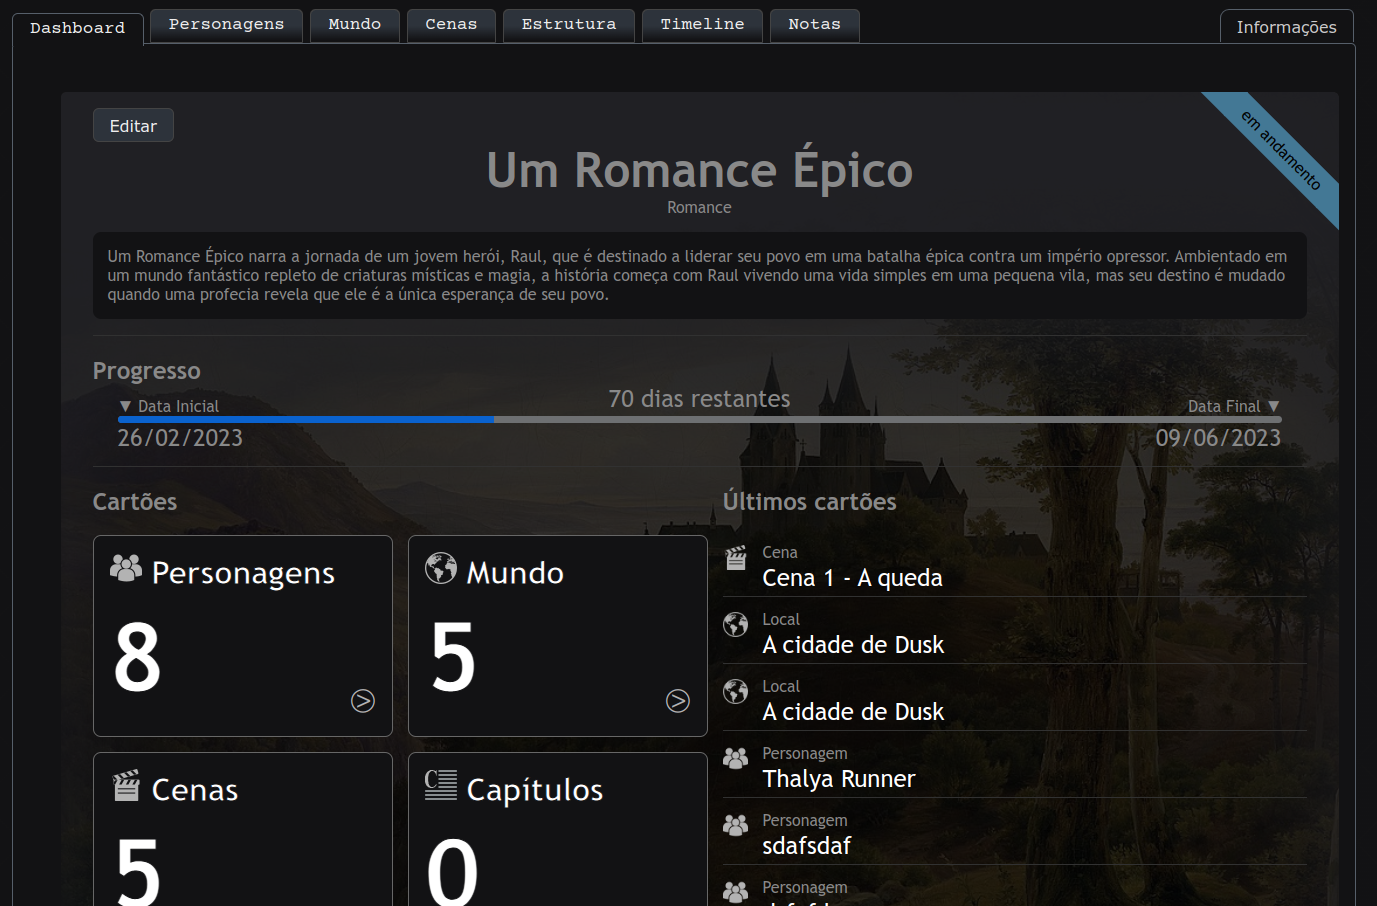 Dashboard
Personagens
Mundo
Cenas
Estrutura
Timeline
Notas
Informações
Editar
em andamento
Um Romance Épico
Romance
Um Romance Épico narra a jornada de um jovem herói, Raul, que é destinado a liderar seu povo em uma batalha épica contra um império opressor. Ambientado em
um mundo fantástico repleto de criaturas místicas e magia, a história começa com Raul vivendo uma vida simples em uma pequena vila, mas seu destino é mudado
quando uma profecia revela que ele é a única esperança de seu povo.
Progresso
▼ Data Inicial
70 dias restantes
Data Final ▼
26/02/2023
09/06/2023
Cartões
Personagens
8
Mundo
5
Cenas
5
Capítulos
0
Últimos cartões
Cena
Cena 1 - A queda
Local
A cidade de Dusk
Local
A cidade de Dusk
Personagem
Thalya Runner
Personagem
sdafsdaf
Personagem